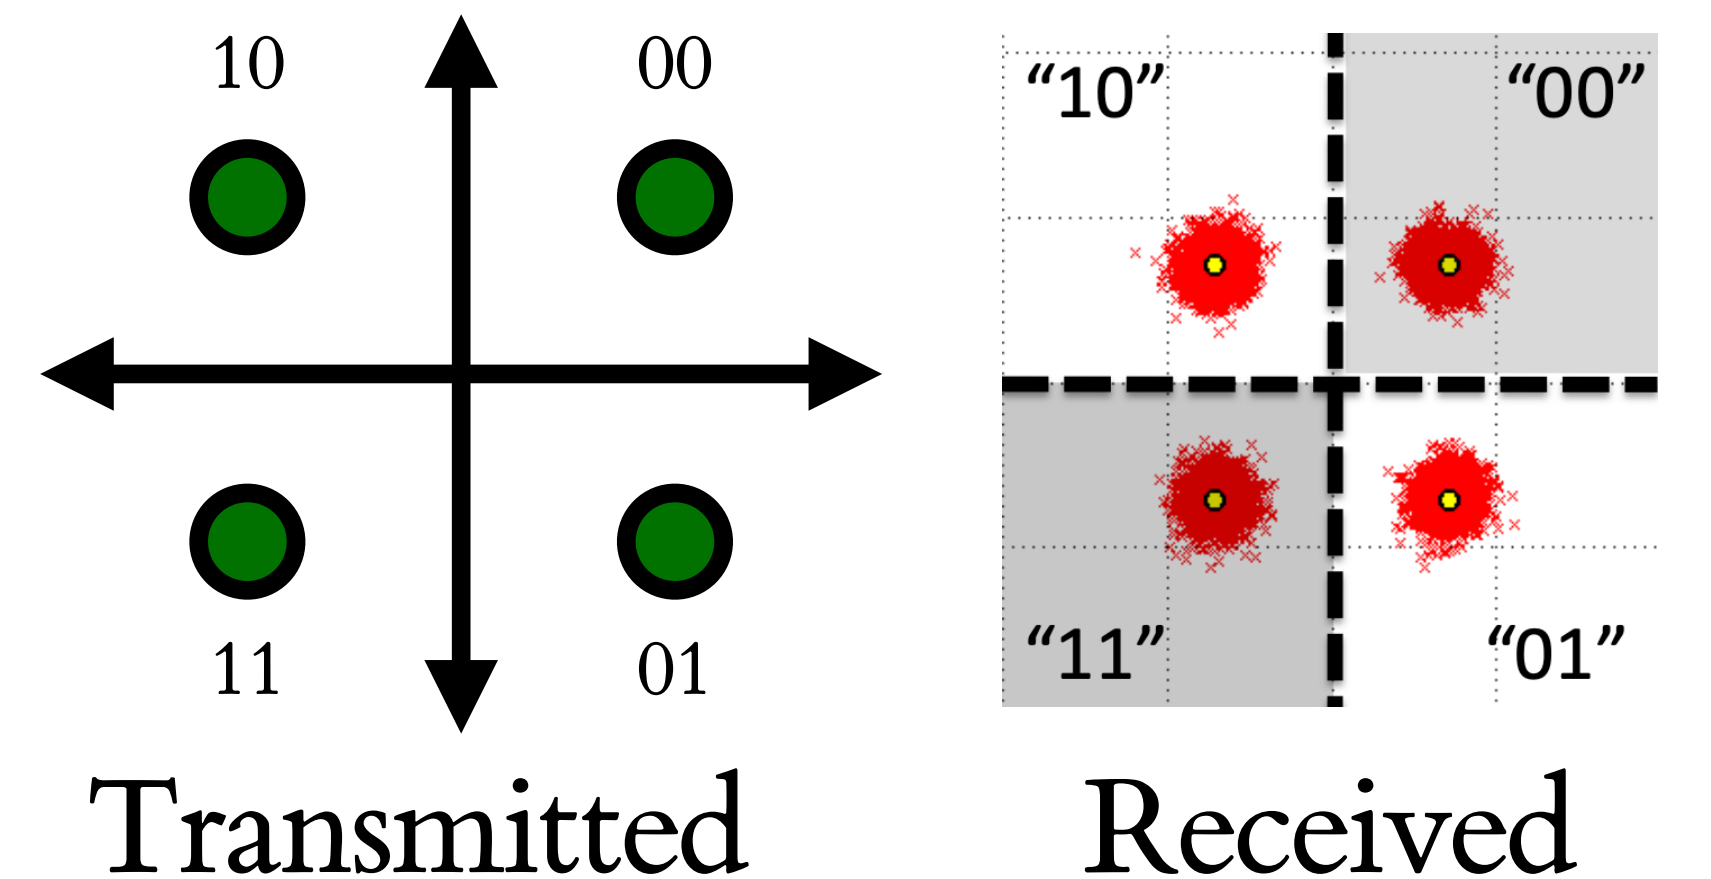 10 00
“10” “00”
11 01
“11” “01”
Transmitted
Received